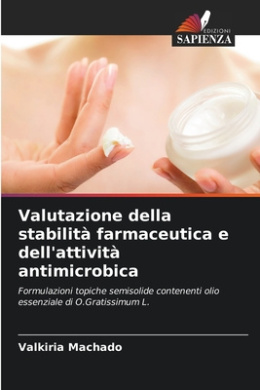 EDIZIONI
SAPIENZA
Valutazione della
stabilità farmaceutica e
dell'attività
antimicrobica
Formulazioni topiche semisolide contenenti olio
essenziale di O.Gratissimum L.
Valkiria Machado